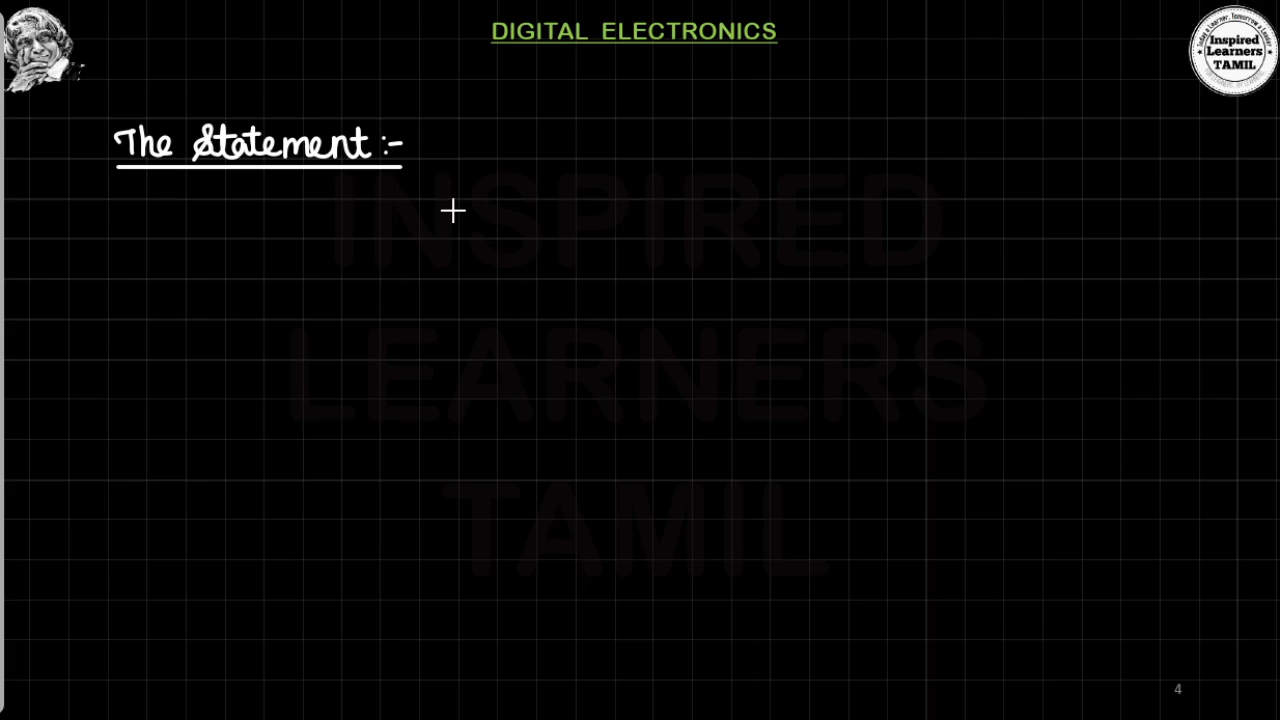 DIGITAL ELECTRONICS
Inspired
Learners
TAMIL
The Statement :-
INSPIRED
LEARNERS
TAMIL
4